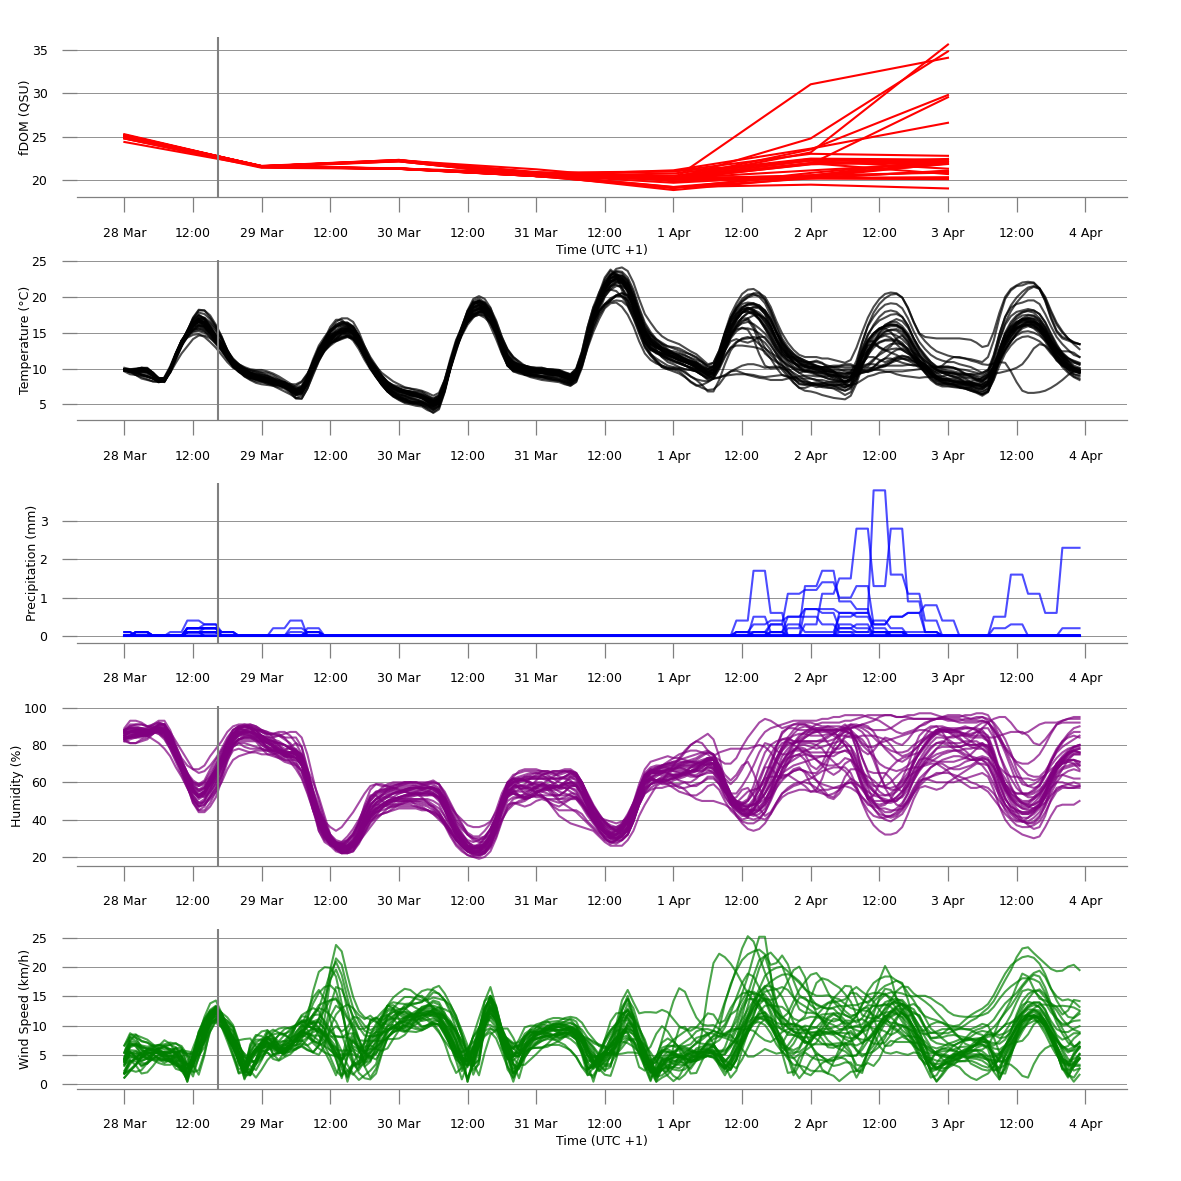 35
30
25
20
fDOM (QSU)
28 Mar 12:00 29 Mar 12:00 30 Mar 12:00 31 Mar 12:00 1 Apr 12:00 2 Apr 12:00 3 Apr 12:00 4 Apr
Time (UTC +1)
25
20
15
10
5
Temperature (°C)
28 Mar 12:00 29 Mar 12:00 30 Mar 12:00 31 Mar 12:00 1 Apr 12:00 2 Apr 12:00 3 Apr 12:00 4 Apr
3
2
1
0
Precipitation (mm)
28 Mar 12:00 29 Mar 12:00 30 Mar 12:00 31 Mar 12:00 1 Apr 12:00 2 Apr 12:00 3 Apr 12:00 4 Apr
100
80
60
40
20
Humidity (%)
28 Mar 12:00 29 Mar 12:00 30 Mar 12:00 31 Mar 12:00 1 Apr 12:00 2 Apr 12:00 3 Apr 12:00 4 Apr
25
20
15
10
5
0
Wind Speed (km/h)
28 Mar 12:00 29 Mar 12:00 30 Mar 12:00 31 Mar 12:00 1 Apr 12:00 2 Apr 12:00 3 Apr 12:00 4 Apr
Time (UTC +1)